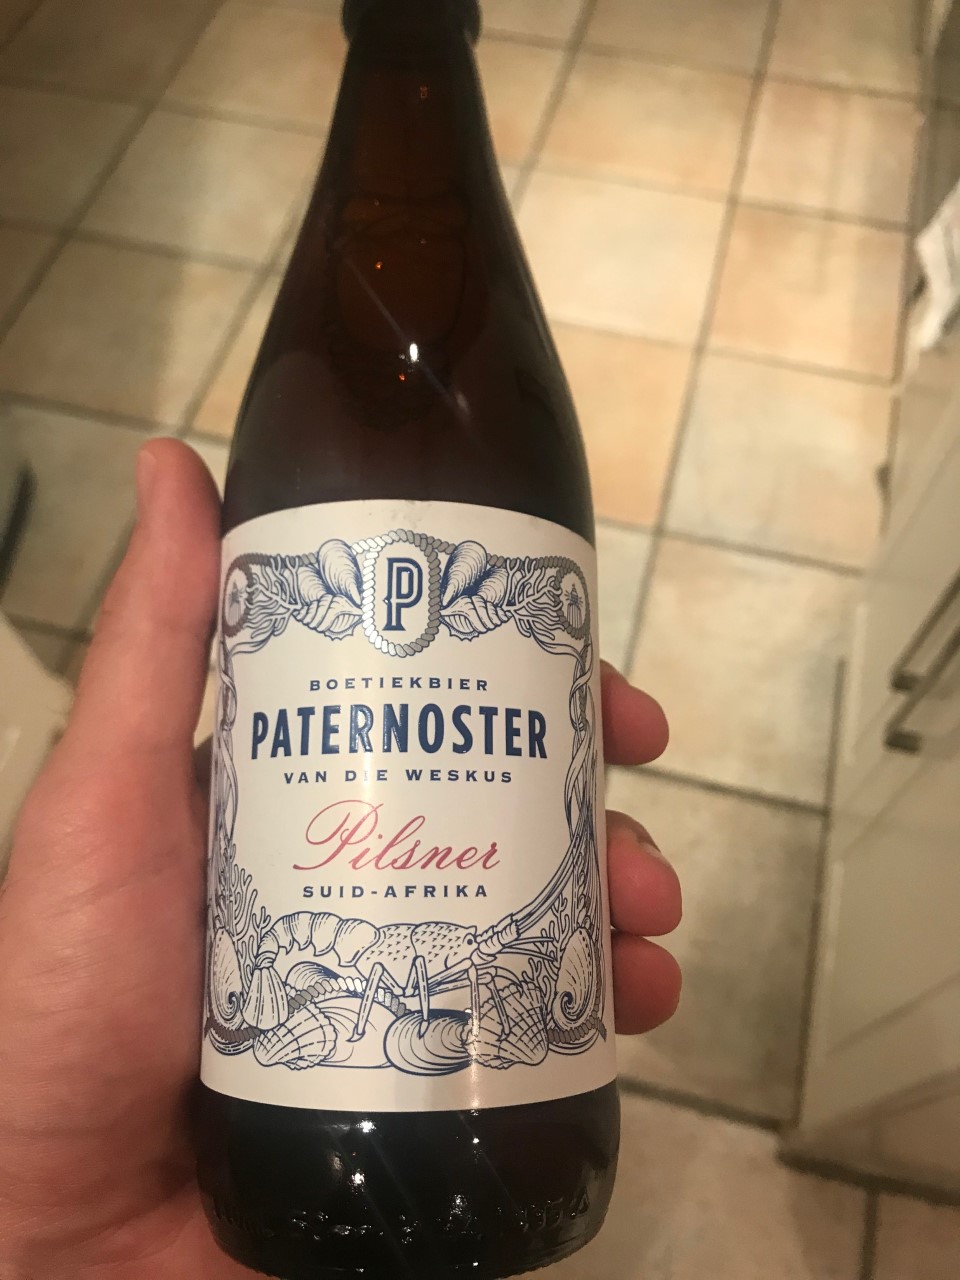 P
BOETIEKBIER
PATERNOSTER
VAN DIE WESKUS
Pilsner
SUID-AFRIKA